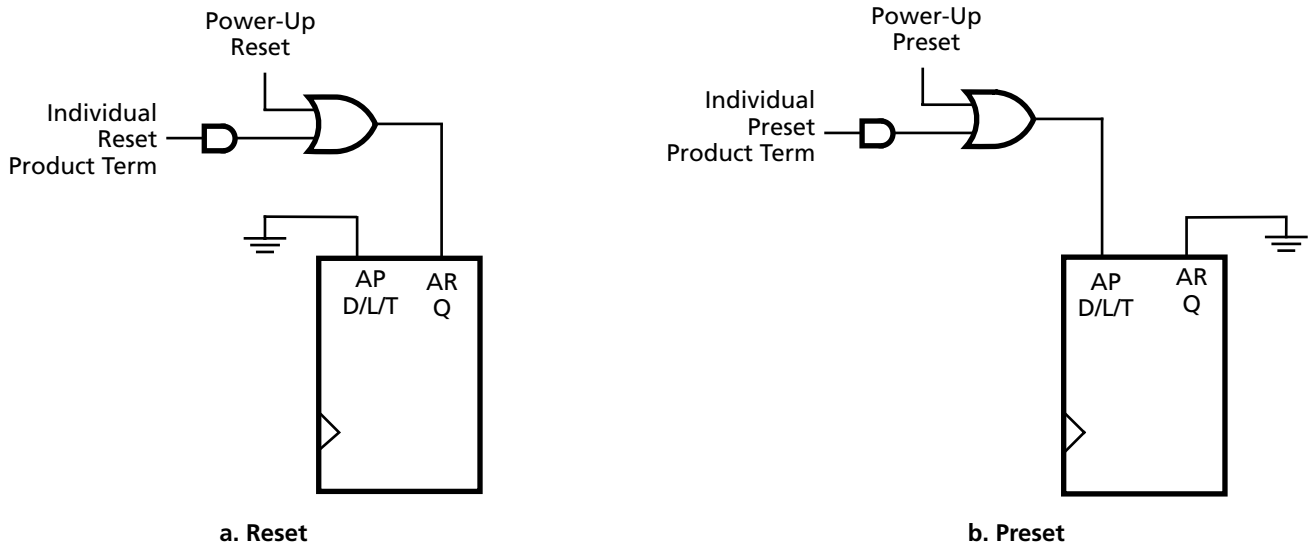 Power-Up
Reset
Individual
Reset
Product Term
AP
D/L/T
AR
Q
a. Reset
Power-Up
Preset
Individual
Preset
Product Term
AP
D/L/T
AR
Q
b. Preset